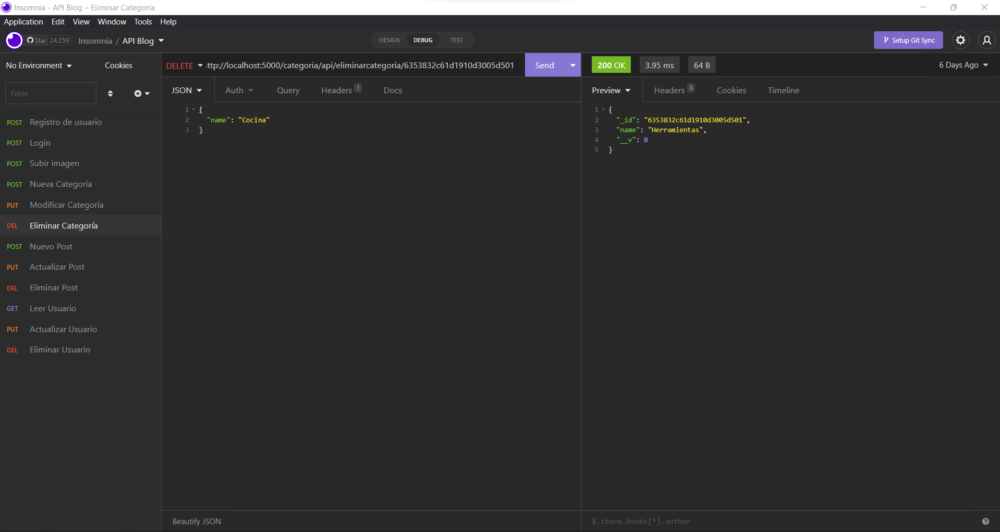 Insomnia - API Blog – Eliminar Categoría
Application Edit View Window Tools Help
Star 24.259 Insomnia / API Blog
DESIGN DEBUG TEST
Setup Git Sync
No Environment Cookies
DELETE ttp://localhost:5000/categoria/api/eliminarcategoria/6353832c61d1910d3005d501 Send
200 OK 3.95 ms 64 B 6 Days Ago
Filter
JSON Auth Query Headers 1 Docs
Preview Headers 8 Cookies Timeline
POST Registro de usuario
POST Login
POST Subir imagen
POST Nueva Categoría
PUT Modificar Categoría
DEL Eliminar Categoría
POST Nuevo Post
PUT Actualizar Post
DEL Eliminar Post
GET Leer Usuario
PUT Actualizar Usuario
DEL Eliminar Usuario
1 {
2 "name": "Cocina"
3 }
1 {
2 "_id": "6353832c61d1910d3005d501",
3 "name": "Herramientas",
4 "__v": 0
5 }
Beautify JSON
$.store.books[*].author